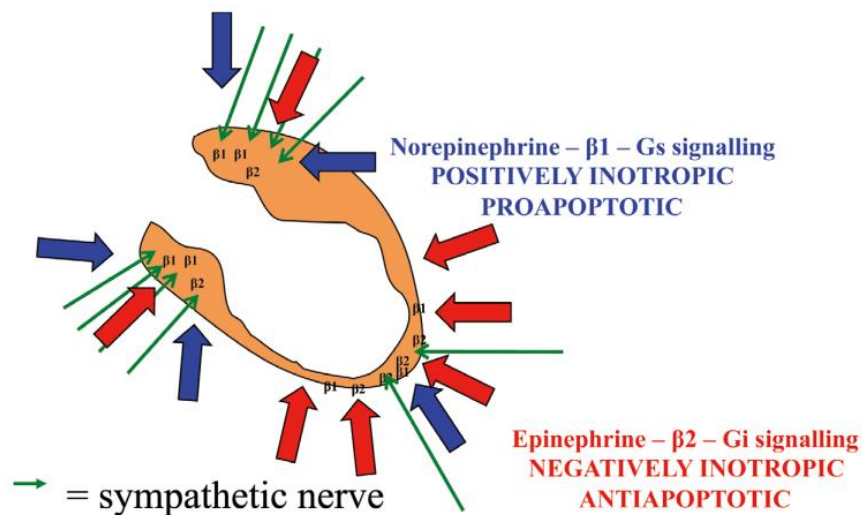 β1 β1
β2
Norepinephrine – β1 – Gs signalling
POSITIVELY INOTROPIC
PROAPOPTOTIC
β1 β1
β2
β1
β2
β2
β1
β2
β1 β2
Epinephrine – β2 – Gi signalling
NEGATIVELY INOTROPIC
ANTIAPOPTOTIC
= sympathetic nerve